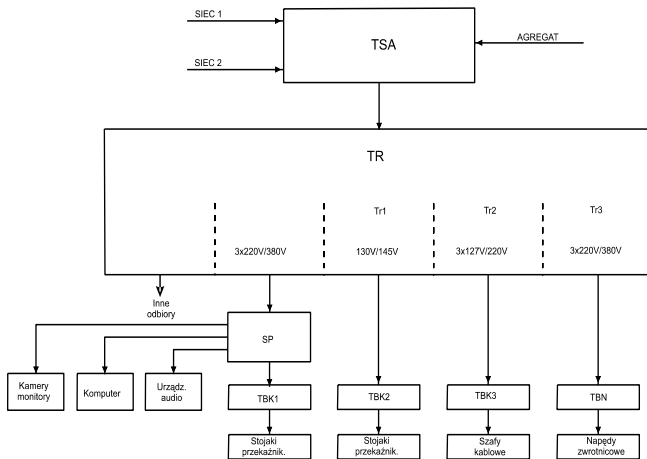 SIEC 1
TSA
AGREGAT
SIEC 2
TR
Tr1
Tr2
Tr3
3x220V/380V
130V/145V
3x127V/220V
3x220V/380V
Inne
odbiory
SP
Kamery
monitory
Komputer
Urządz.
audio
TBK1
TBK2
TBK3
TBN
Stojaki
przekaźnik.
Stojaki
przekaźnik.
Szafy
kablowe
Napędy
zwrotnicowe